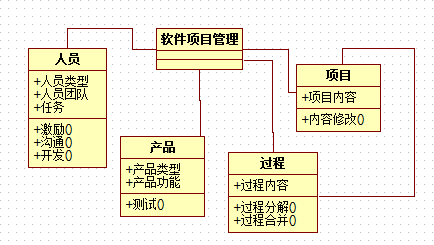 软件项目管理
人员
+人员类型
+人员团队
+任务
+激励()
+沟通()
+开发()
产品
+产品类型
+产品功能
+测试()
过程
+过程内容
+过程分解()
+过程合并()
项目
+项目内容
+内容修改()